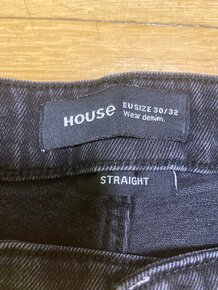 HOUSE
EU SIZE 30/32
Wear denim.
STRAIGHT